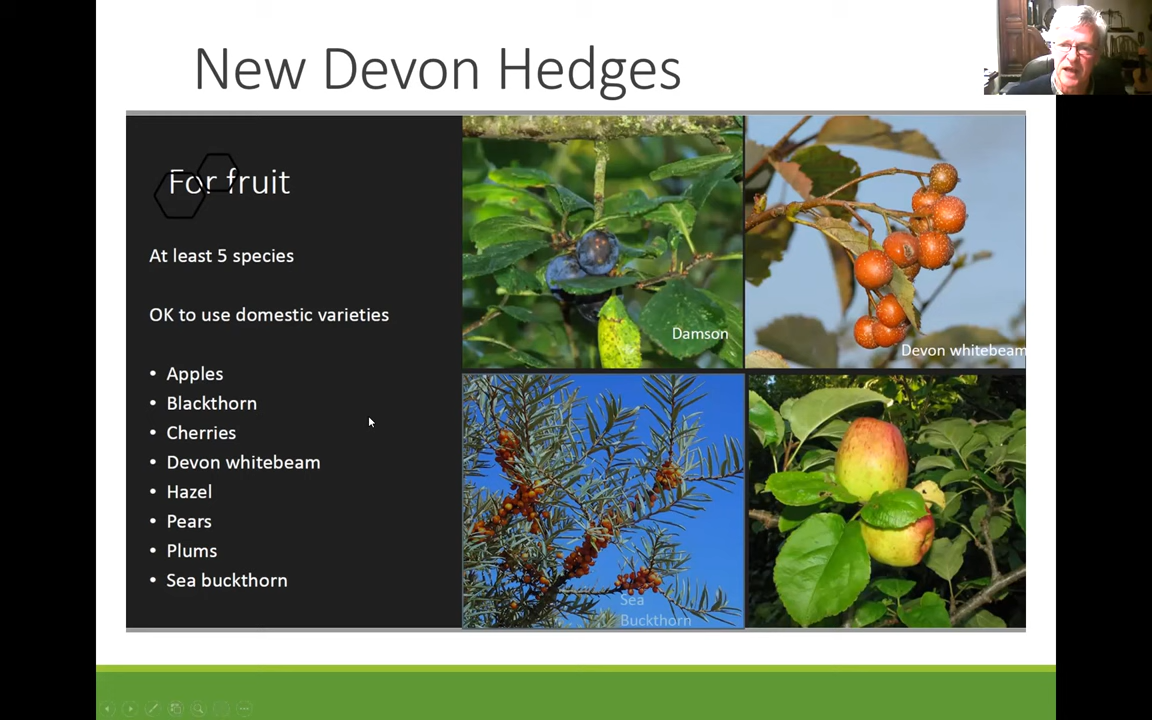 New Devon Hedges
For fruit
At least 5 species
OK to use domestic varieties
• Apples
• Blackthorn
• Cherries
• Devon whitebeam
• Hazel
• Pears
• Plums
• Sea buckthorn
Damson
Devon whitebeam
Sea
Buckthorn